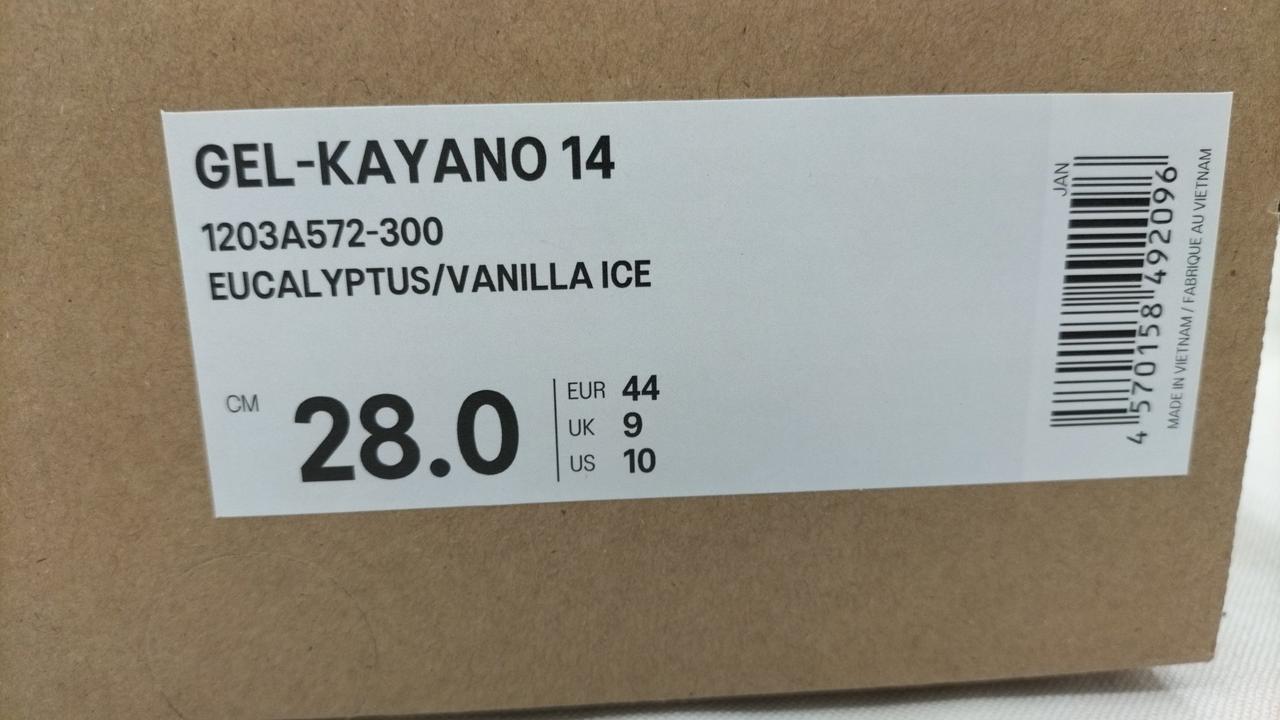 GEL-KAYANO 14
1203A572-300
EUCALYPTUS/VANILLA ICE
CM 28.0
EUR 44
UK 9
US 10
JAN
4 570158 492096
MADE IN VIETNAM / FABRIQUE AU VIETNAM